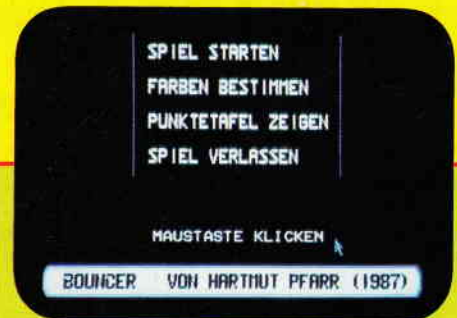 SPIEL STARTEN
FARBEN BESTIMMEN
PUNKTETAFEL ZEIGEN
SPIEL VERLASSEN
MAUSTASTE KLICKEN
BOUNCER VON HARTMUT PFARR (1987)